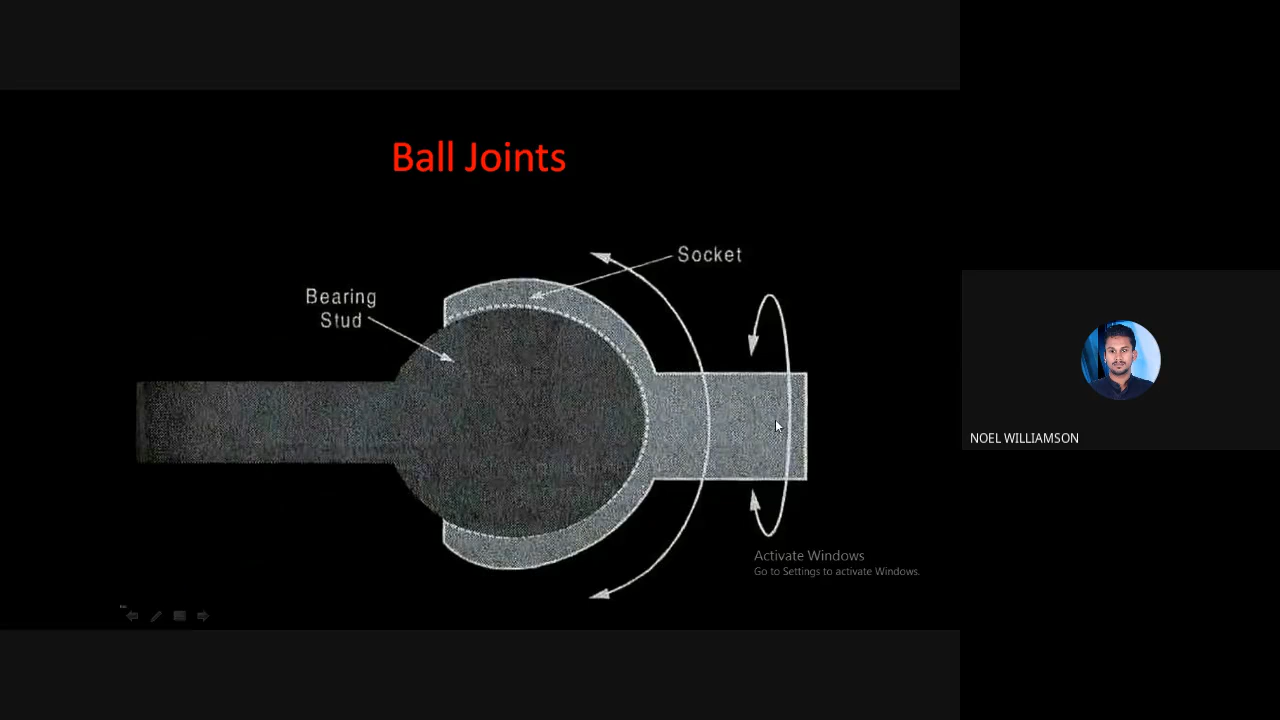 Ball Joints
Socket
Bearing
Stud
NOEL WILLIAMSON
Activate Windows
Go to Settings to activate Windows.